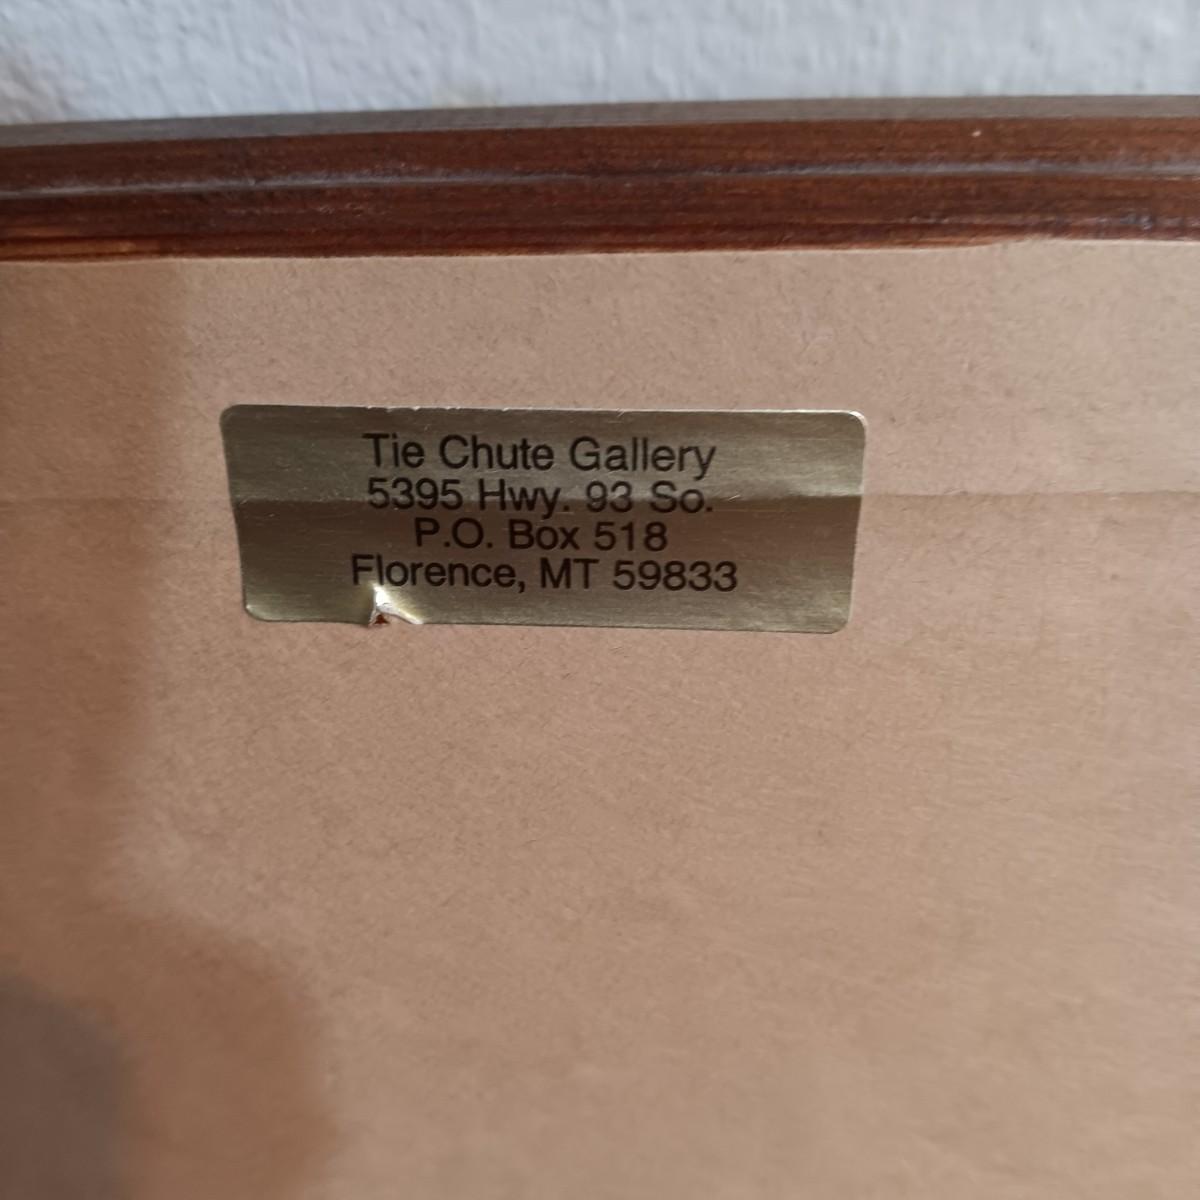 Tie Chute Gallery
5395 Hwy. 93 So.
P.O. Box 518
Florence, MT 59833